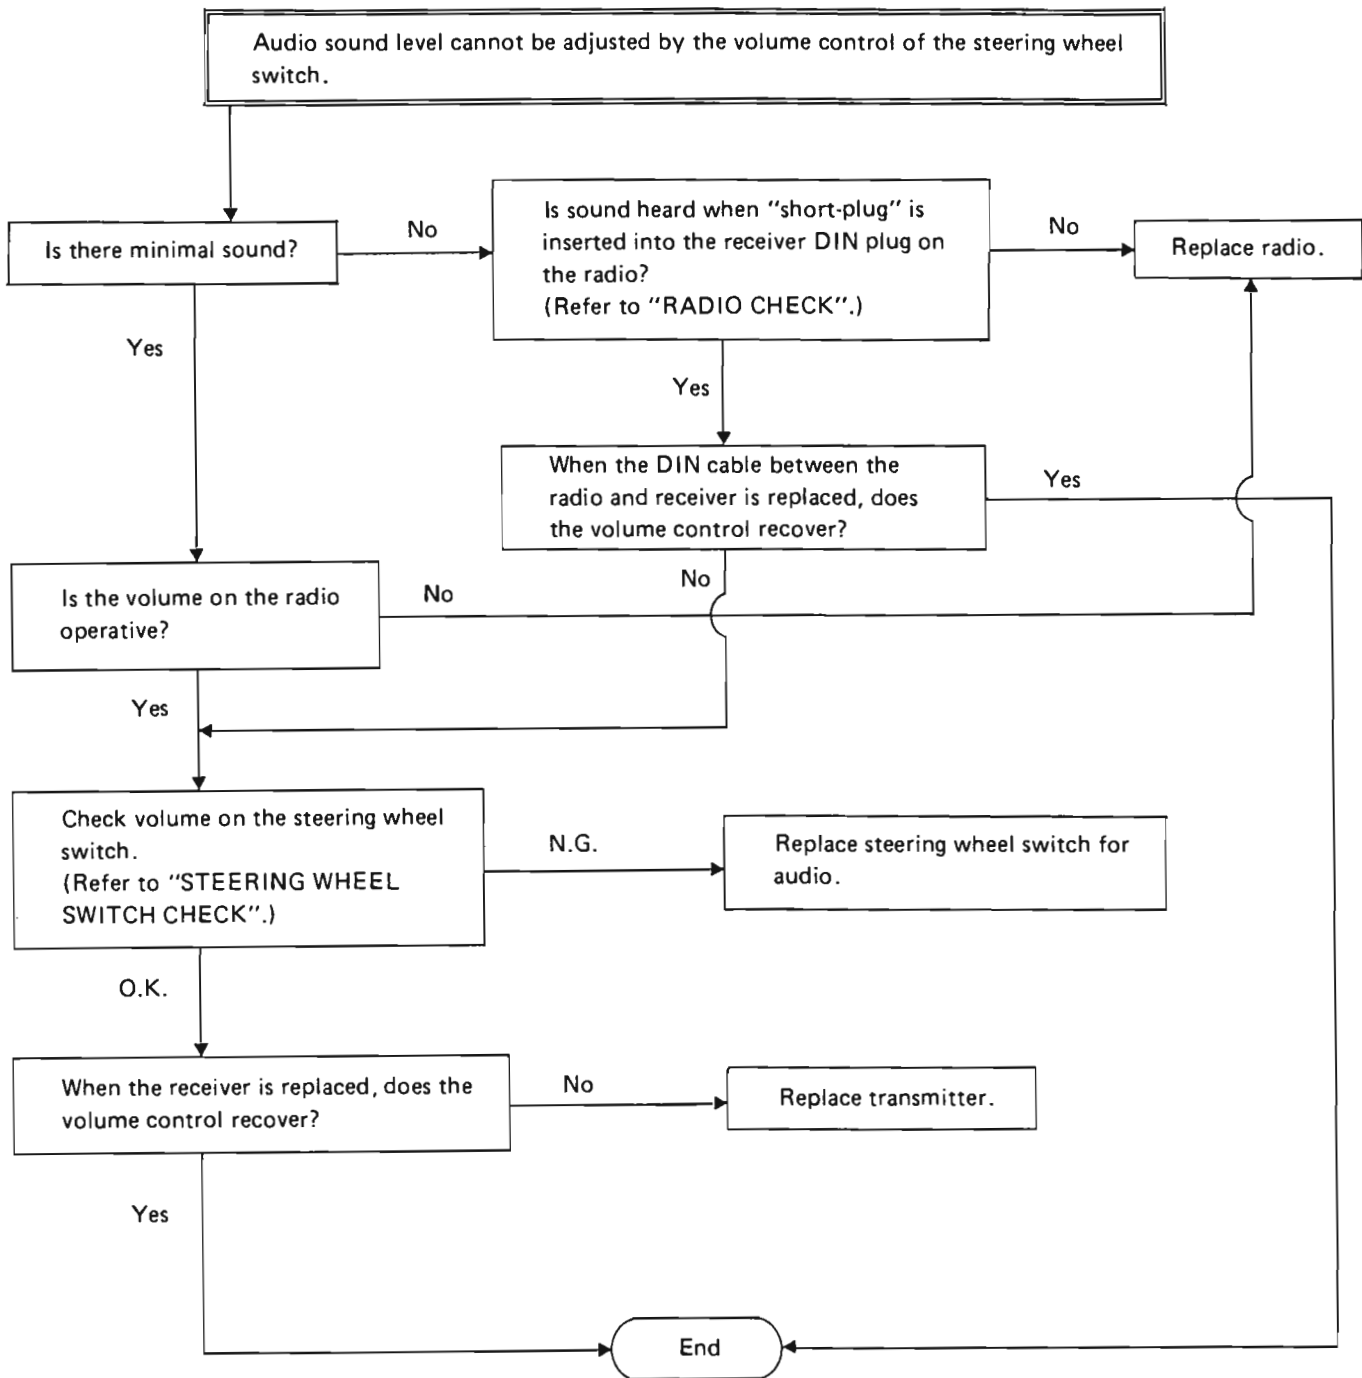 Audio sound level cannot be adjusted by the volume control of the steering wheel
switch.
Is there minimal sound?
No
Is sound heard when "short-plug" is
inserted into the receiver DIN plug on
the radio?
(Refer to "RADIO CHECK".)
No
Replace radio.
Yes
Yes
When the DIN cable between the
radio and receiver is replaced, does
the volume control recover?
Yes
No
Is the volume on the radio
operative?
No
Yes
Check volume on the steering wheel
switch.
(Refer to "STEERING WHEEL
SWITCH CHECK".)
N.G.
Replace steering wheel switch for
audio.
O.K.
When the receiver is replaced, does the
volume control recover?
No
Replace transmitter.
Yes
End